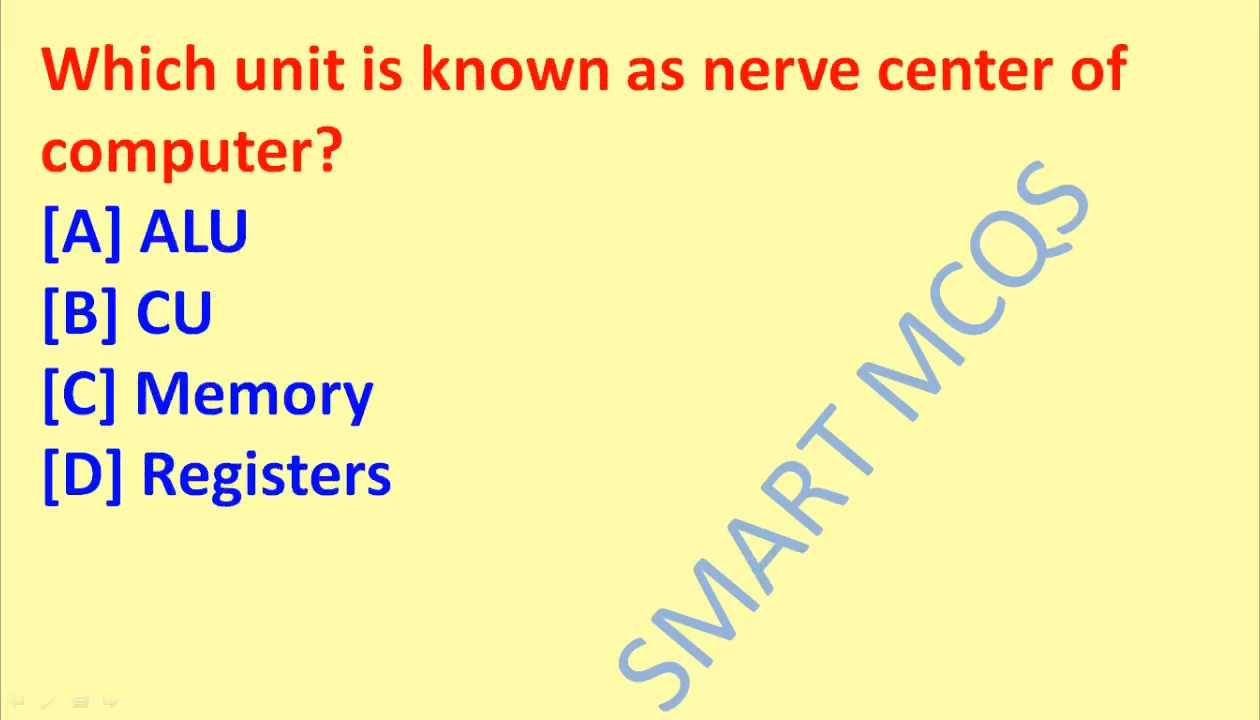 Which unit is known as nerve center of
computer?
[A] ALU
[B] CU
[C] Memory
[D] Registers
SMART MCQS